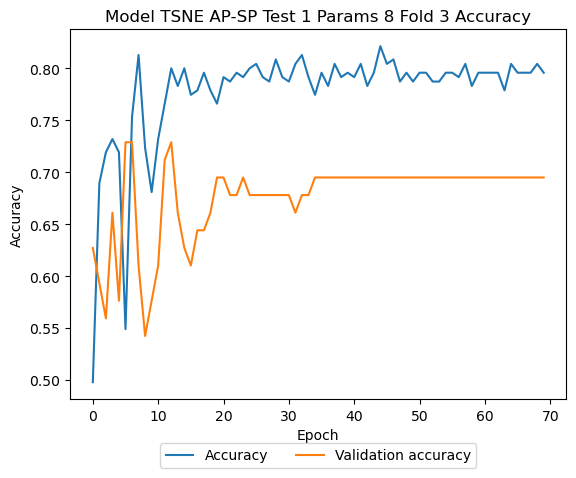 Model TSNE AP-SP Test 1 Params 8 Fold 3 Accuracy
0.80
0.75
0.70
0.65
0.60
0.55
0.50
Accuracy
0 10 20 30 40 50 60 70
Epoch
Accuracy Validation accuracy